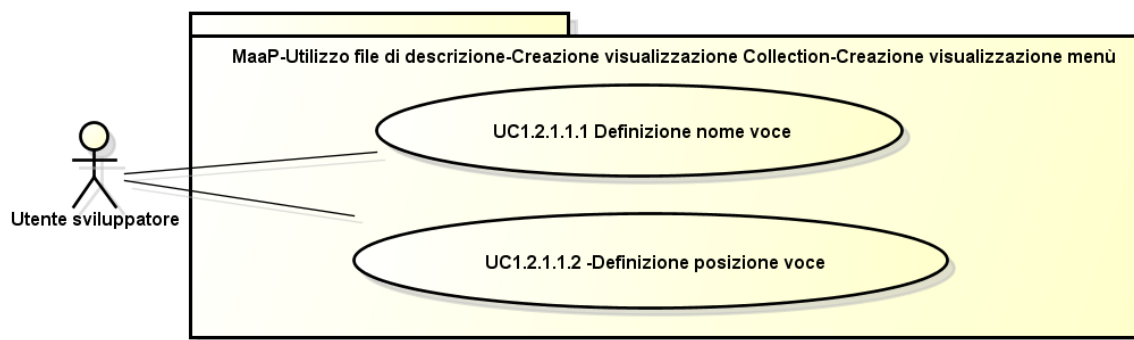 MaaP-Utilizzo file di descrizione-Creazione visualizzazione Collection-Creazione visualizzazione menù
UC1.2.1.1.1 Definizione nome voce
Utente sviluppatore
UC1.2.1.1.2 -Definizione posizione voce